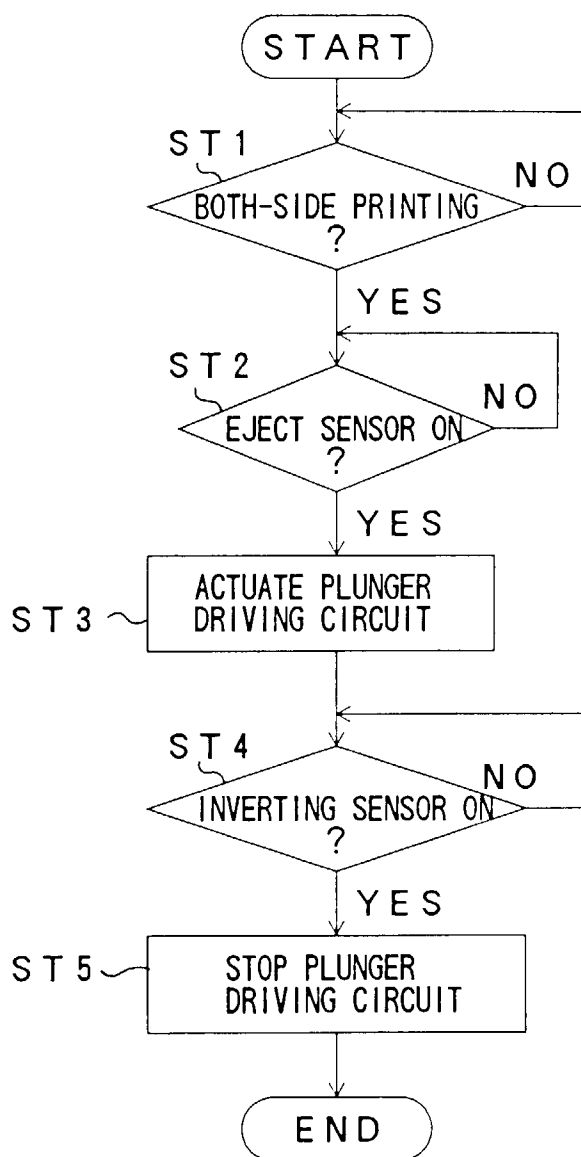 START
ST1
NO
BOTH-SIDE PRINTING
?
YES
ST2
NO
EJECT SENSOR ON
?
YES
ST3
ACTUATE PLUNGER
DRIVING CIRCUIT
ST4
NO
INVERTING SENSOR ON
?
YES
ST5
STOP PLUNGER
DRIVING CIRCUIT
END